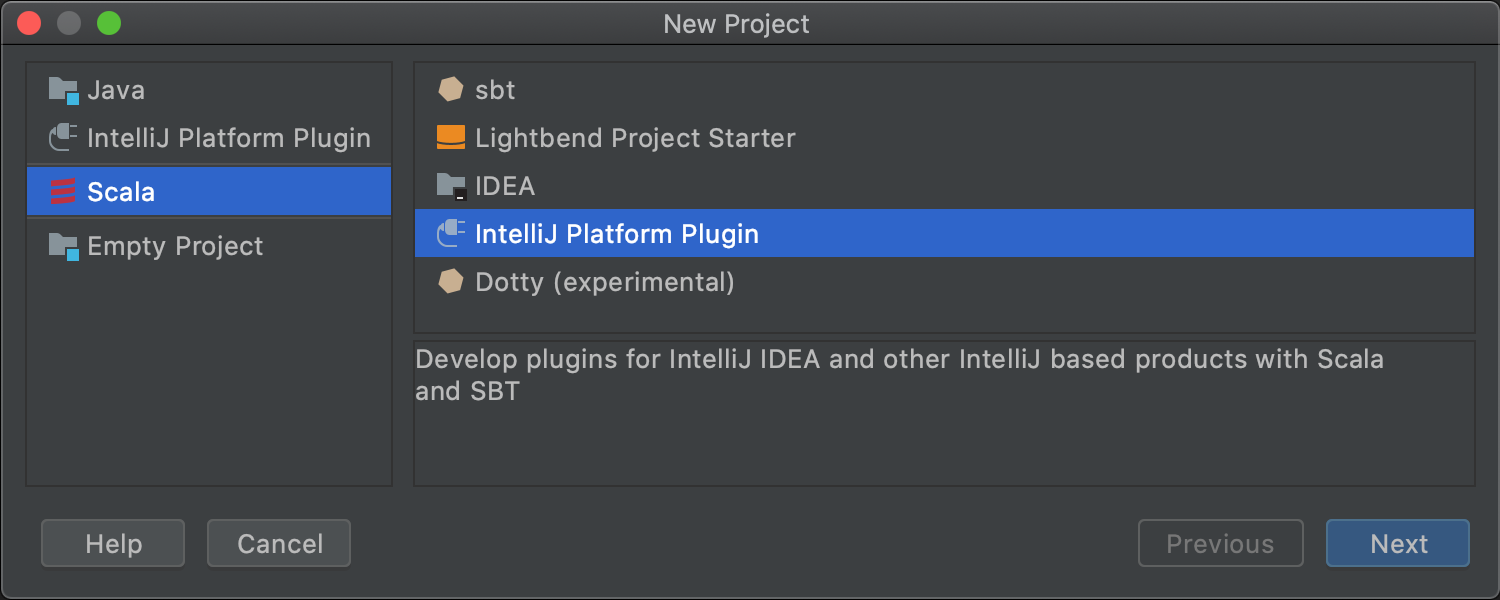 New Project
Java
IntelliJ Platform Plugin
Scala
Empty Project
sbt
Lightbend Project Starter
IDEA
IntelliJ Platform Plugin
Dotty (experimental)
Develop plugins for IntelliJ IDEA and other IntelliJ based products with Scala
and SBT
Help
Cancel
Previous
Next